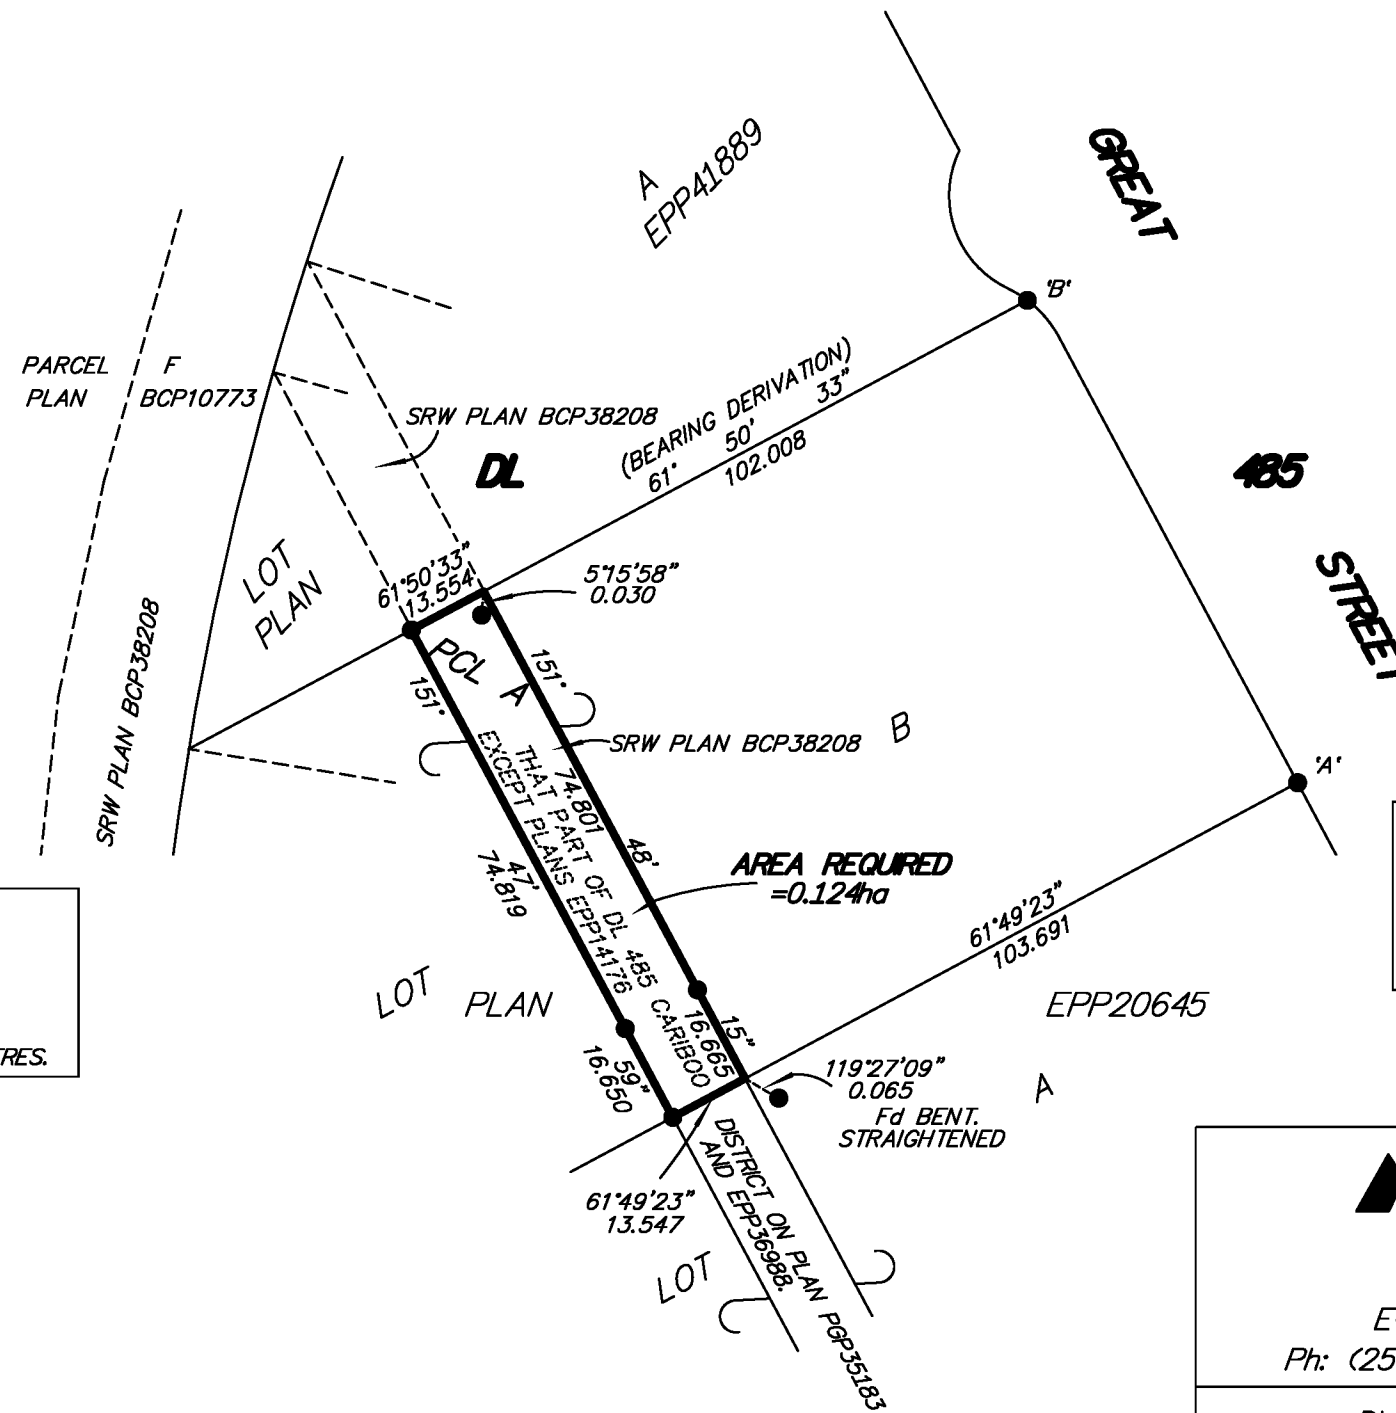 GREAT
A
EPP41889
'B'
PARCEL F
PLAN BCP10773
SRW PLAN BCP38208
(BEARING DERIVATION)
61° 50' 33"
102.008
DL
485
STREET
LOT
PLAN
61°50'33"
13.554
5°15'58"
0.030
SRW PLAN BCP38208
PCL A
151°
151°
SRW PLAN BCP38208
B
'A'
THAT PART OF DL 485 CARIBOO
EXCEPT PLANS EPP14176
74.801
48'
47'
74.819
AREA REQUIRED
=0.124ha
61°49'23"
103.691
LOT PLAN
EPP20645
15"
16.665
59"
16.650
119°27'09"
0.065
Fd BENT.
STRAIGHTENED
A
DISTRICT ON PLAN PGP35183
AND EPP36988.
61°49'23"
13.547
LOT
TRES.
E-
Ph: (25